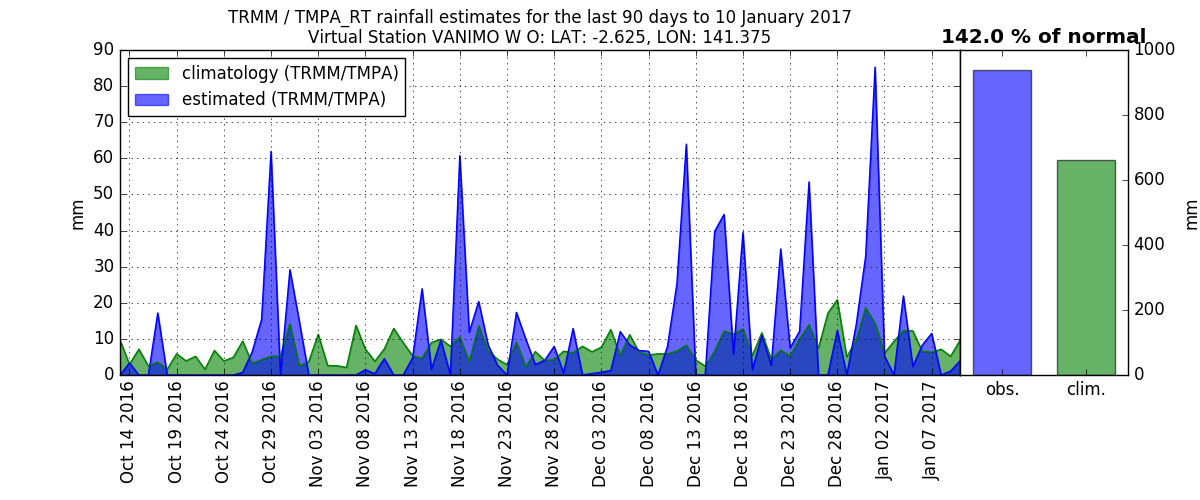 TRMM / TMPA_RT rainfall estimates for the last 90 days to 10 January 2017
Virtual Station VANIMO W O: LAT: -2.625, LON: 141.375
142.0 % of normal
climatology (TRMM/TMPA)
estimated (TRMM/TMPA)
90
80
70
60
50
40
30
20
10
0
mm
1000
800
600
400
200
0
mm
obs.
clim.
Oct 14 2016
Oct 19 2016
Oct 24 2016
Oct 29 2016
Nov 03 2016
Nov 08 2016
Nov 13 2016
Nov 18 2016
Nov 23 2016
Nov 28 2016
Dec 03 2016
Dec 08 2016
Dec 13 2016
Dec 18 2016
Dec 23 2016
Dec 28 2016
Jan 02 2017
Jan 07 2017